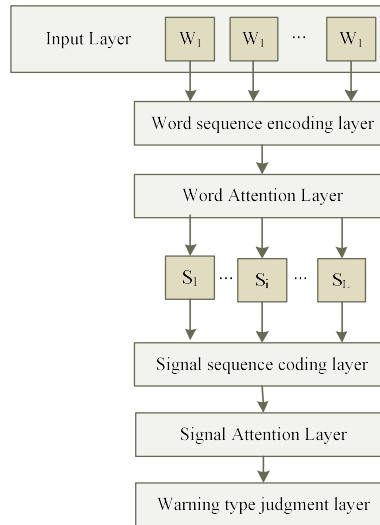 Input Layer W1 W1 ... W1
Word sequence encoding layer
Word Attention Layer
S1 ... Si ... SL
Signal sequence coding layer
Signal Attention Layer
Warning type judgment layer